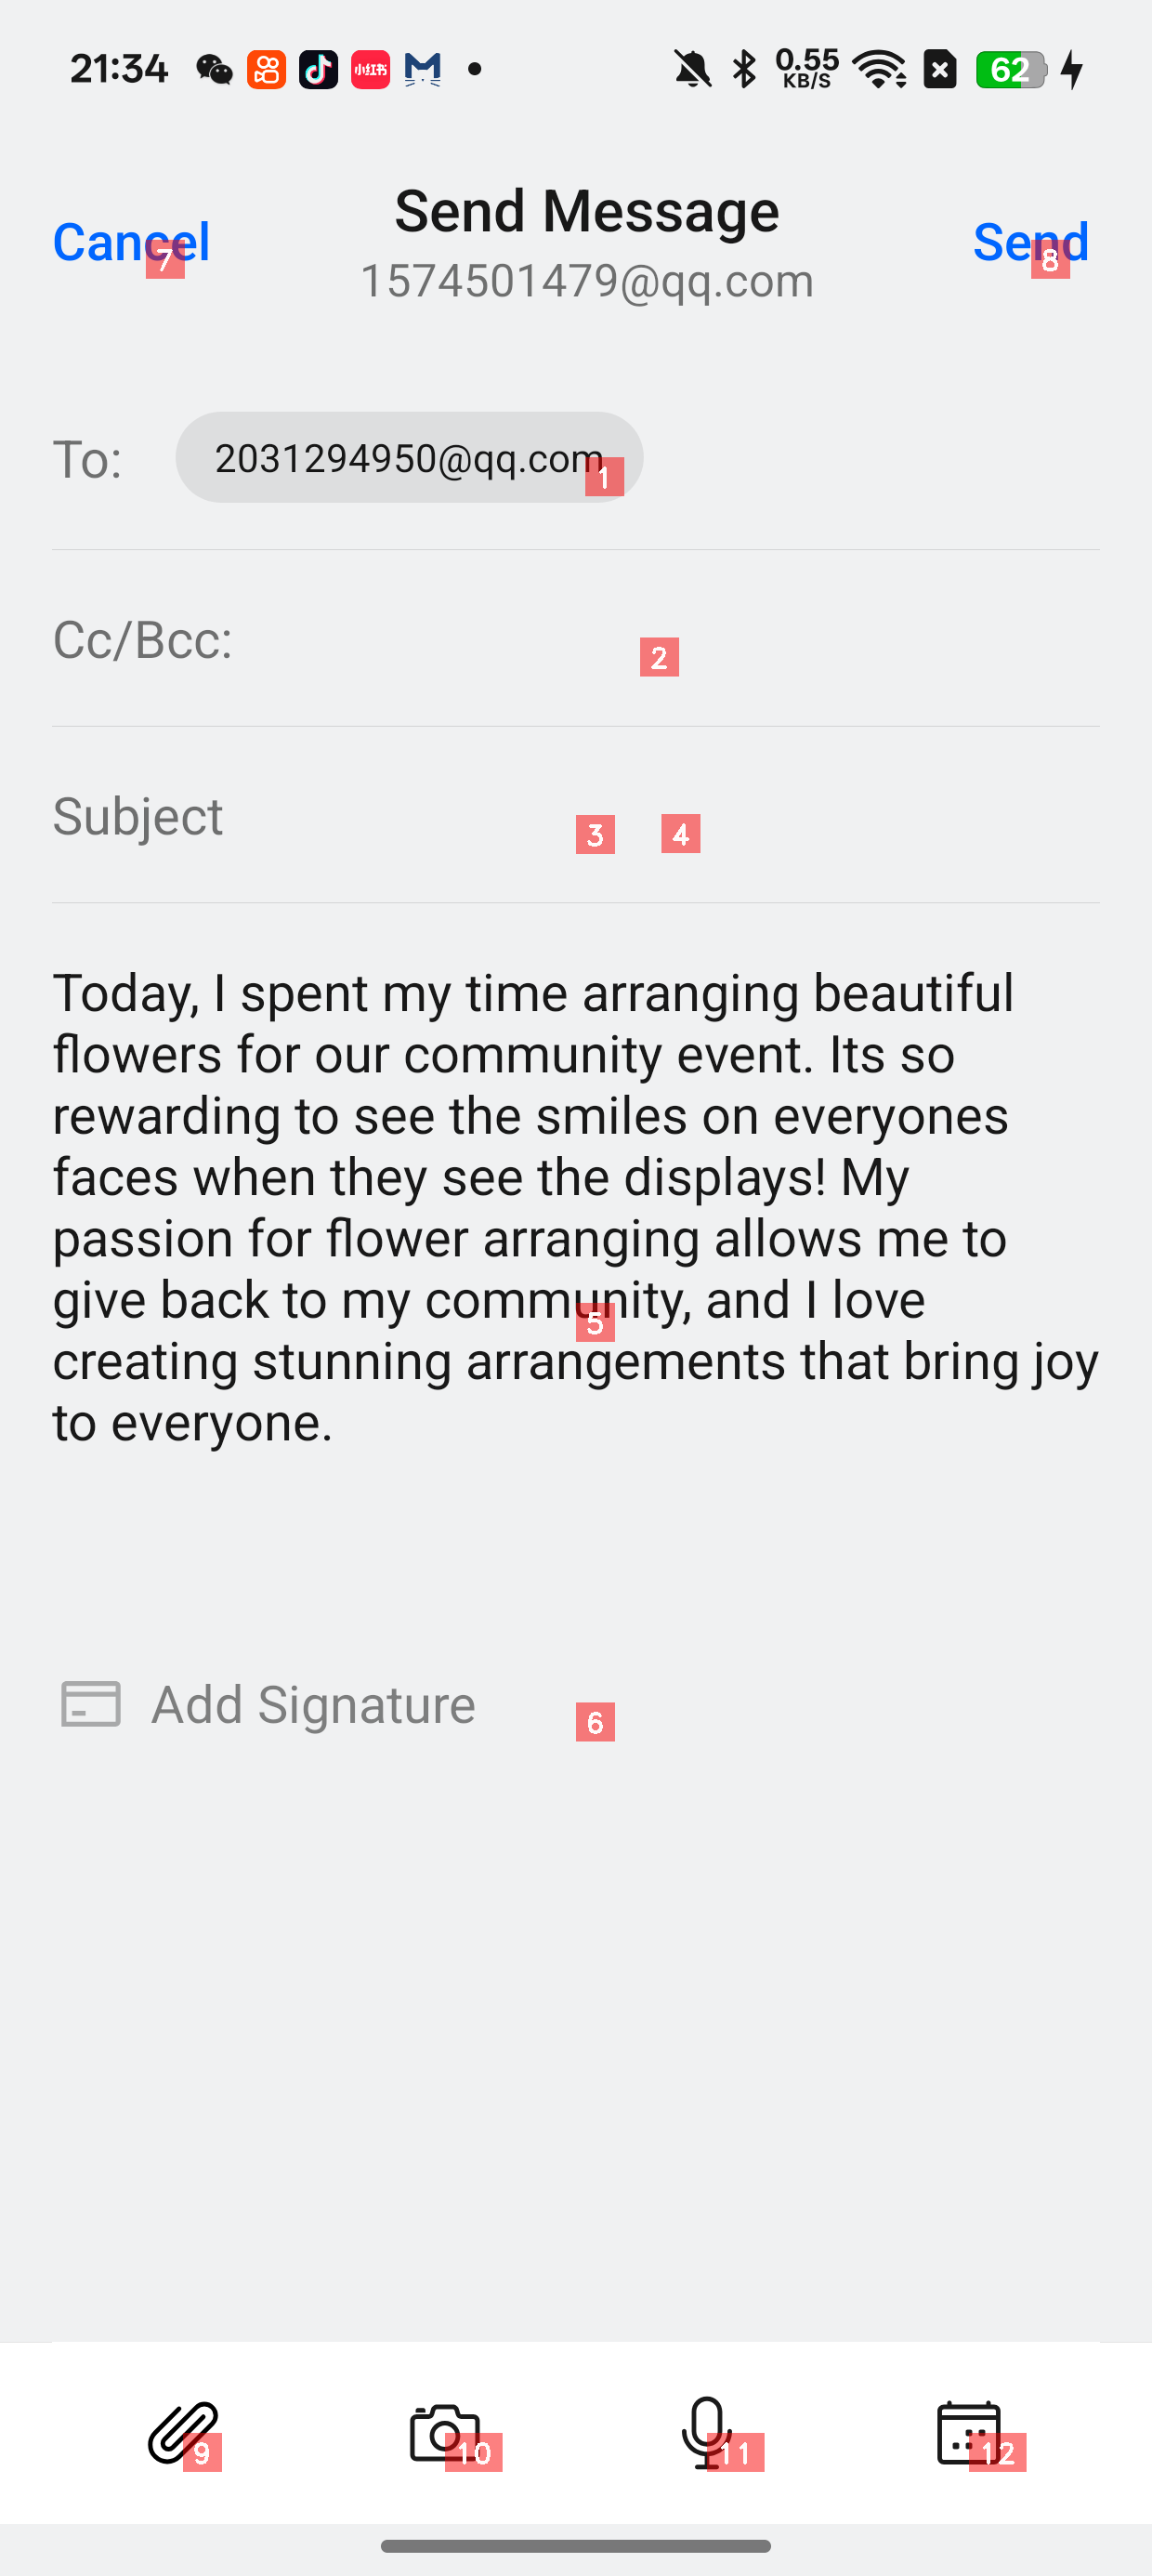 21:34 小红书 0.55 KB/S 62
Send Message
Cancel Send
7 8
1574501479@qq.com
To: 2031294950@qq.com
1
Cc/Bcc:
2
Subject
3 4
Today, I spent my time arranging beautiful
flowers for our community event. Its so
rewarding to see the smiles on everyones
faces when they see the displays! My
passion for flower arranging allows me to
give back to my community, and I love
5
creating stunning arrangements that bring joy
to everyone.
Add Signature
6
9 10 11 12